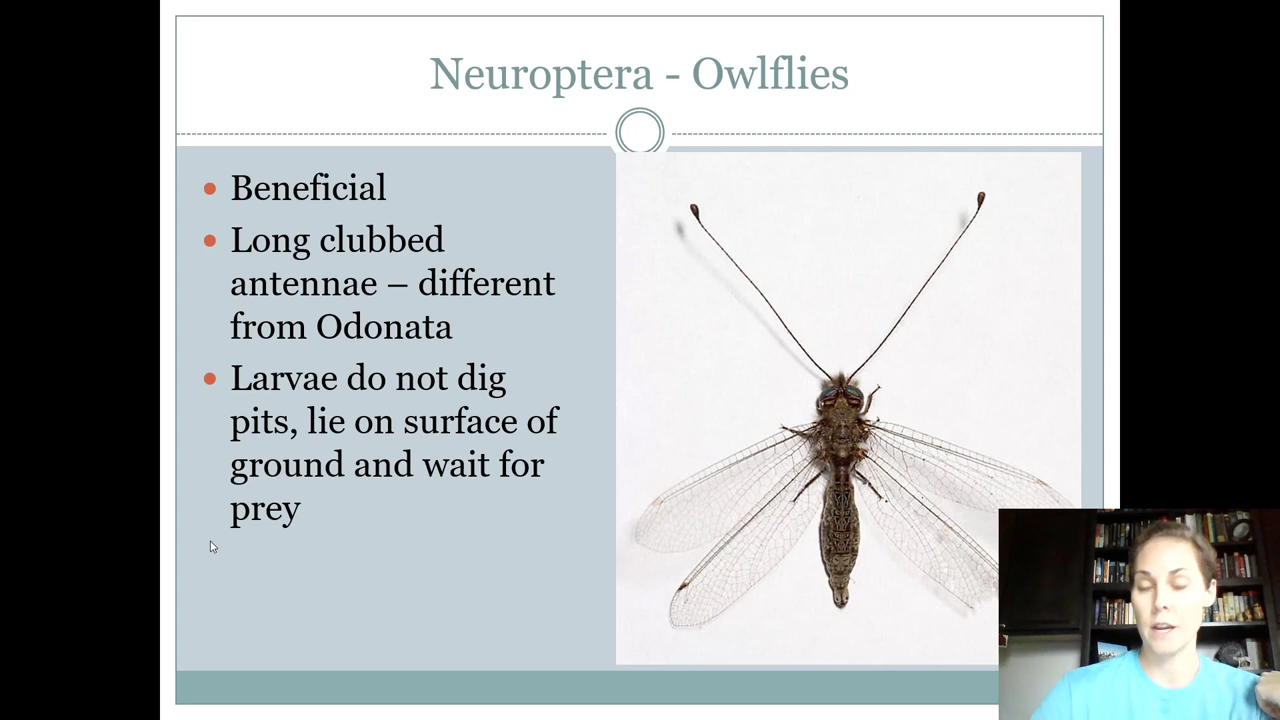 Neuroptera - Owlflies
Beneficial
Long clubbed
antennae – different
from Odonata
Larvae do not dig
pits, lie on surface of
ground and wait for
prey